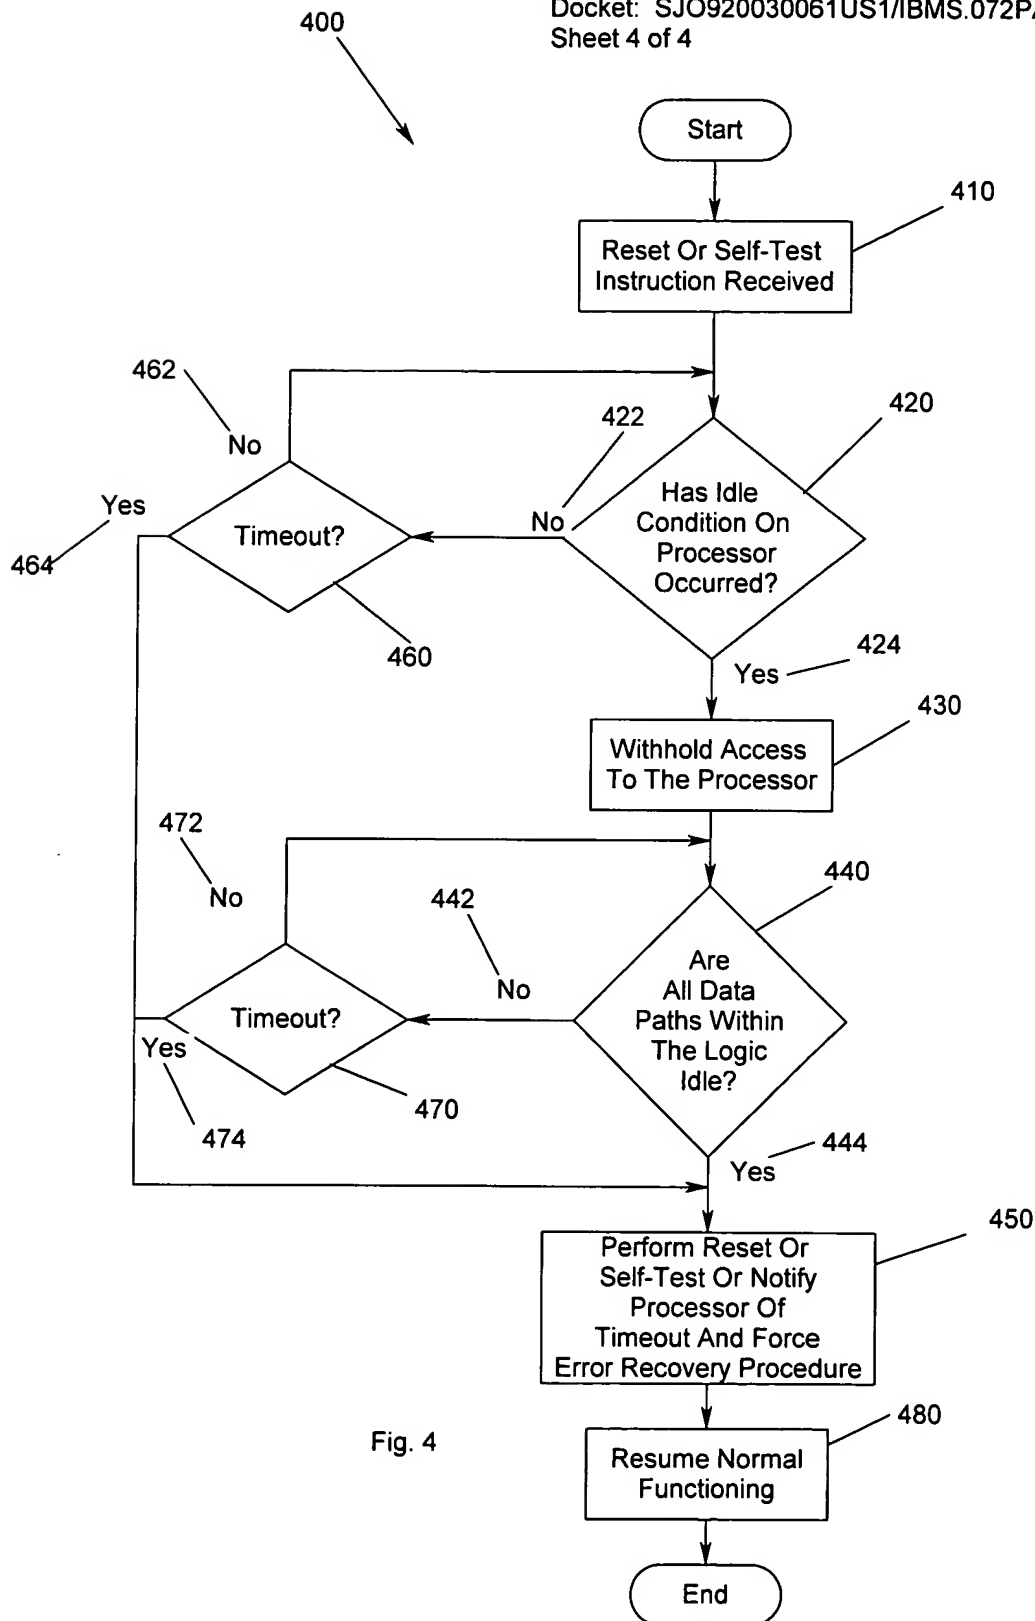 Docket: SJO920030061US1/IBMS.072PA
Sheet 4 of 4
400
Start
410
Reset Or Self-Test
Instruction Received
462
No
422
420
Yes
464
Timeout?
No
Has Idle
Condition On
Processor
Occurred?
460
Yes
424
430
Withhold Access
To The Processor
472
No
442
No
440
Are
All Data
Paths Within
The Logic
Idle?
Timeout?
Yes
470
474
444
Yes
450
Perform Reset Or
Self-Test Or Notify
Processor Of
Timeout And Force
Error Recovery Procedure
480
Fig. 4
Resume Normal
Functioning
End